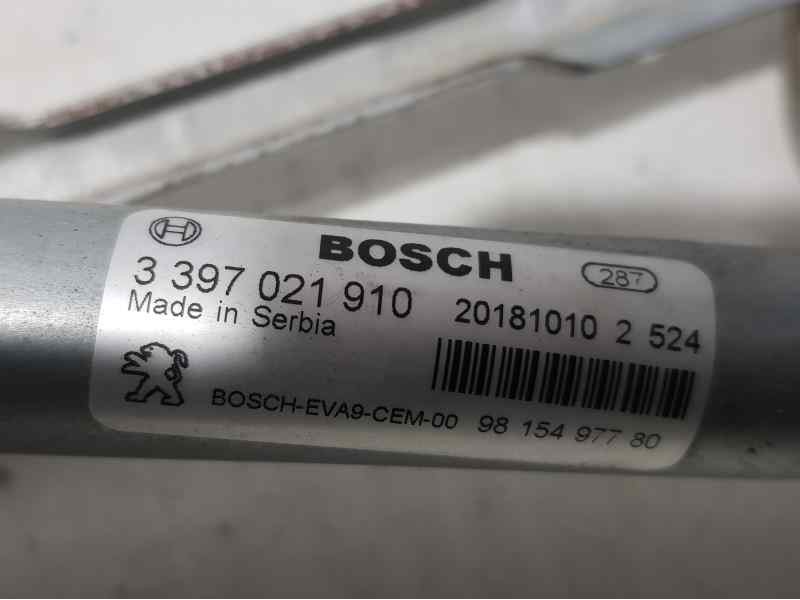 BOSCH
287
3 397 021 910
20181010 2 524
Made in Serbia
BOSCH-EVA9-CEM-00 98 154 977 80